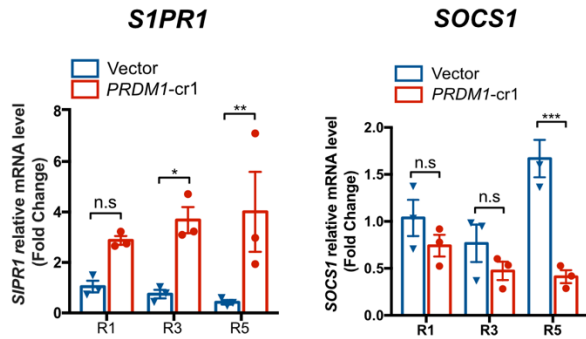 S1PR1
Vector
PRDM1-cr1
S1PR1 relative mRNA level
(Fold Change)
8
6
4
2
0
n.s
*
**
R1
R3
R5
SOCS1
Vector
PRDM1-cr1
SOCS1 relative mRNA level
(Fold Change)
2.0
1.5
1.0
0.5
0.0
n.s
n.s
***
R1
R3
R5